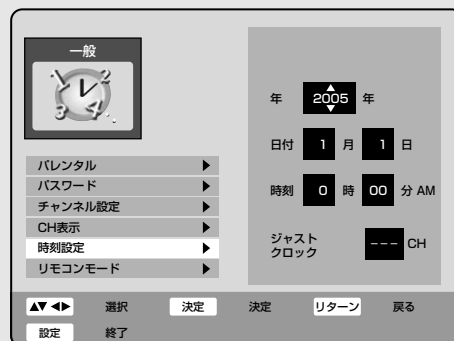 一般
パレンタル ▶
パスワード ▶
チャンネル設定 ▶
CH表示 ▶
時刻設定 ▶
リモコンモード ▶
年 2005 年
日付 1 月 1 日
時刻 0 時 00 分 AM
ジャスト
クロック --- CH
▲▼◀▶ 選択 決定 決定 リターン 戻る
設定 終了